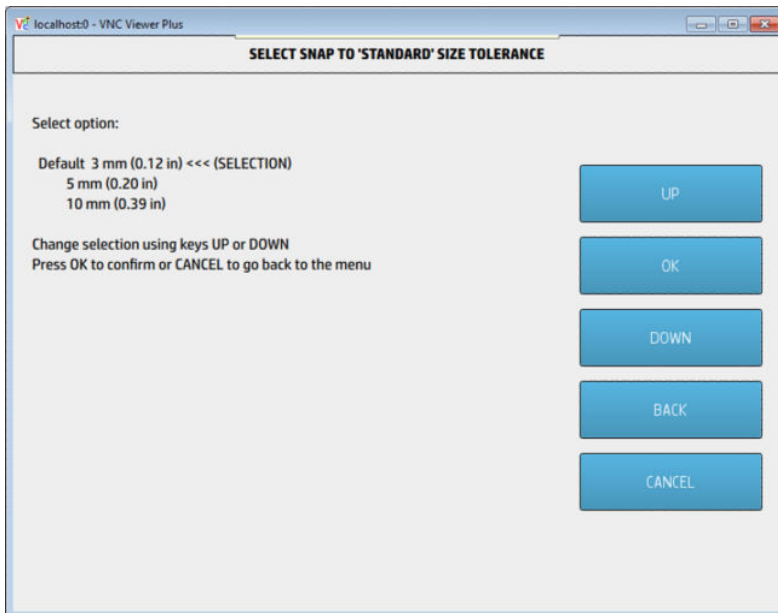 localhost:0 - VNC Viewer Plus
SELECT SNAP TO 'STANDARD' SIZE TOLERANCE
Select option:
Default 3 mm (0.12 in) <<< (SELECTION)
5 mm (0.20 in)
10 mm (0.39 in)
Change selection using keys UP or DOWN
Press OK to confirm or CANCEL to go back to the menu
UP
OK
DOWN
BACK
CANCEL